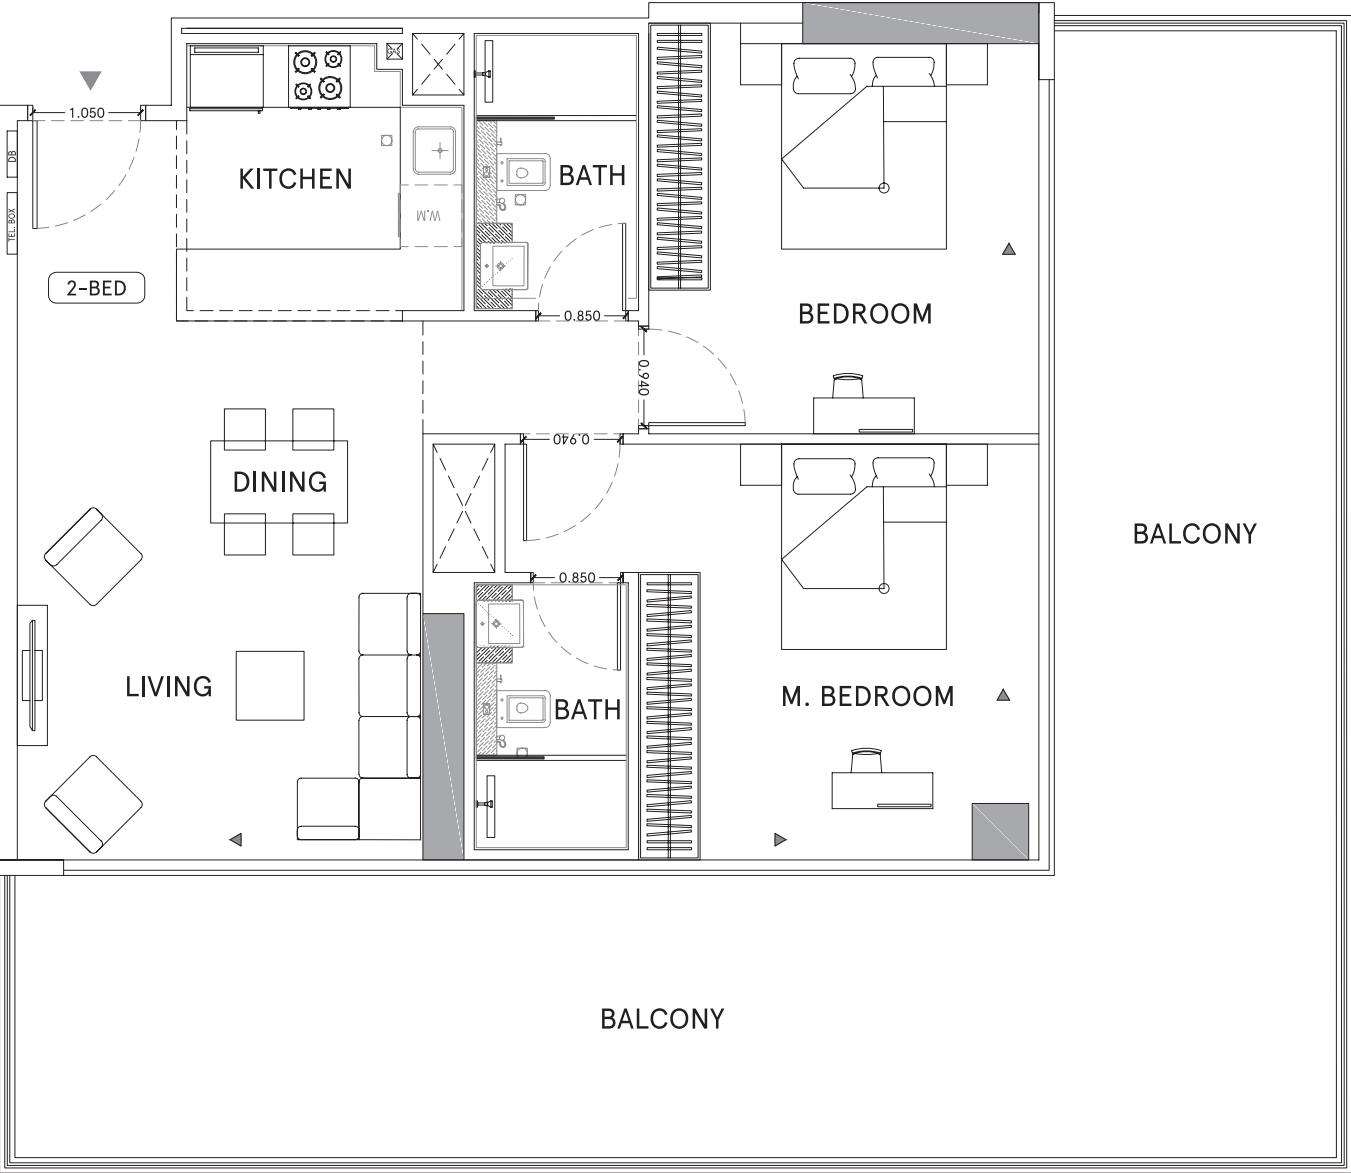 GAS
1.050
DB
KITCHEN
BATH
W.M
TEL. BOX
2-BED
0.850
BEDROOM
0.940
0.940
DINING
BALCONY
0.850
LIVING
BATH
M. BEDROOM
BALCONY